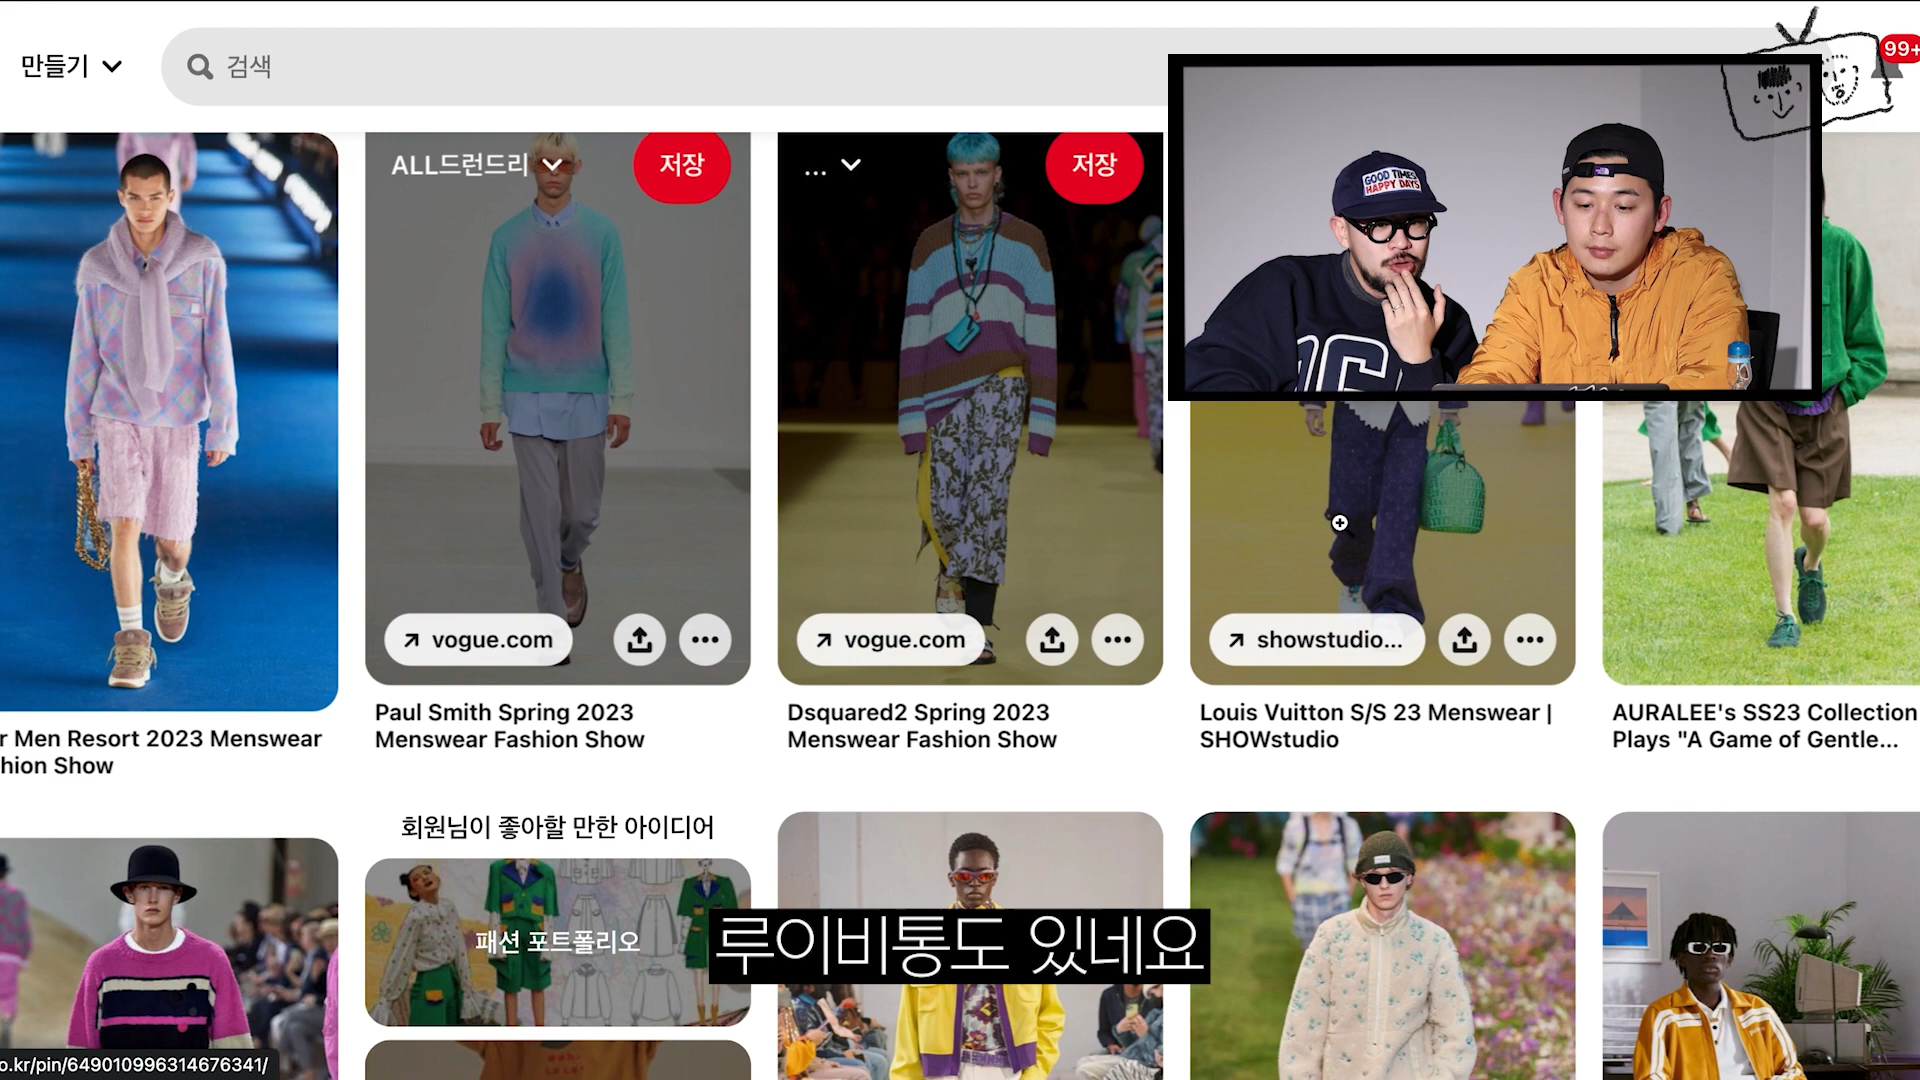 만들기
검색
99+
ALL드런드리
저장
...
저장
GOOD TIMES
HAPPY DAYS
vogue.com
vogue.com
showstudio...
r Men Resort 2023 Menswear
hion Show
Paul Smith Spring 2023
Menswear Fashion Show
Dsquared2 Spring 2023
Menswear Fashion Show
Louis Vuitton S/S 23 Menswear |
SHOWstudio
AURALEE's SS23 Collection
Plays "A Game of Gentle...
회원님이 좋아할 만한 아이디어
패션 포트폴리오
루이비통도 있네요
o.kr/pin/649010996314676341/